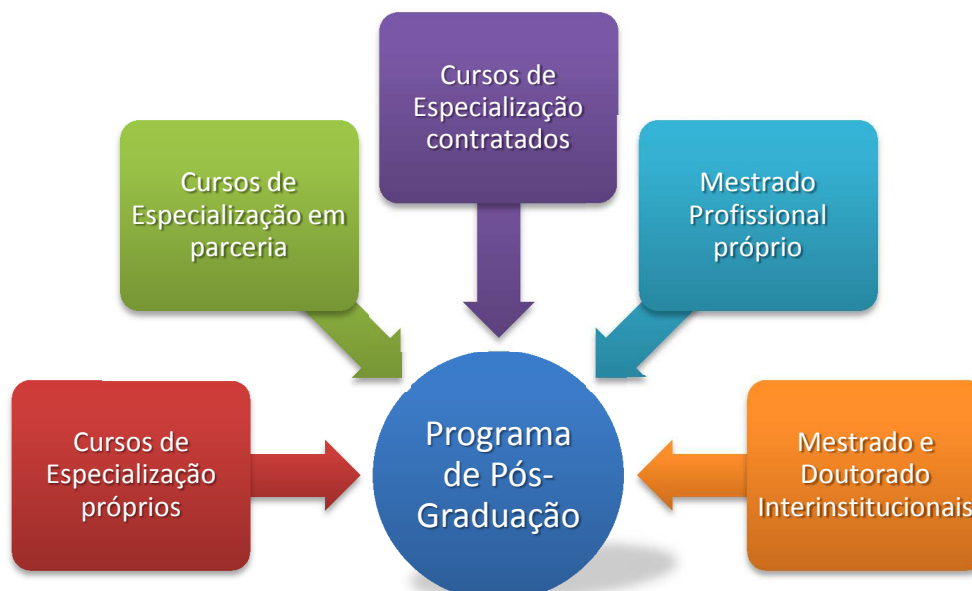 Cursos de
Especialização
contratados
Cursos de
Especialização em
parceria
Mestrado
Profissional
próprio
Cursos de
Especialização
próprios
Programa
de Pós-
Graduação
Mestrado e
Doutorado
Interinstitucionais